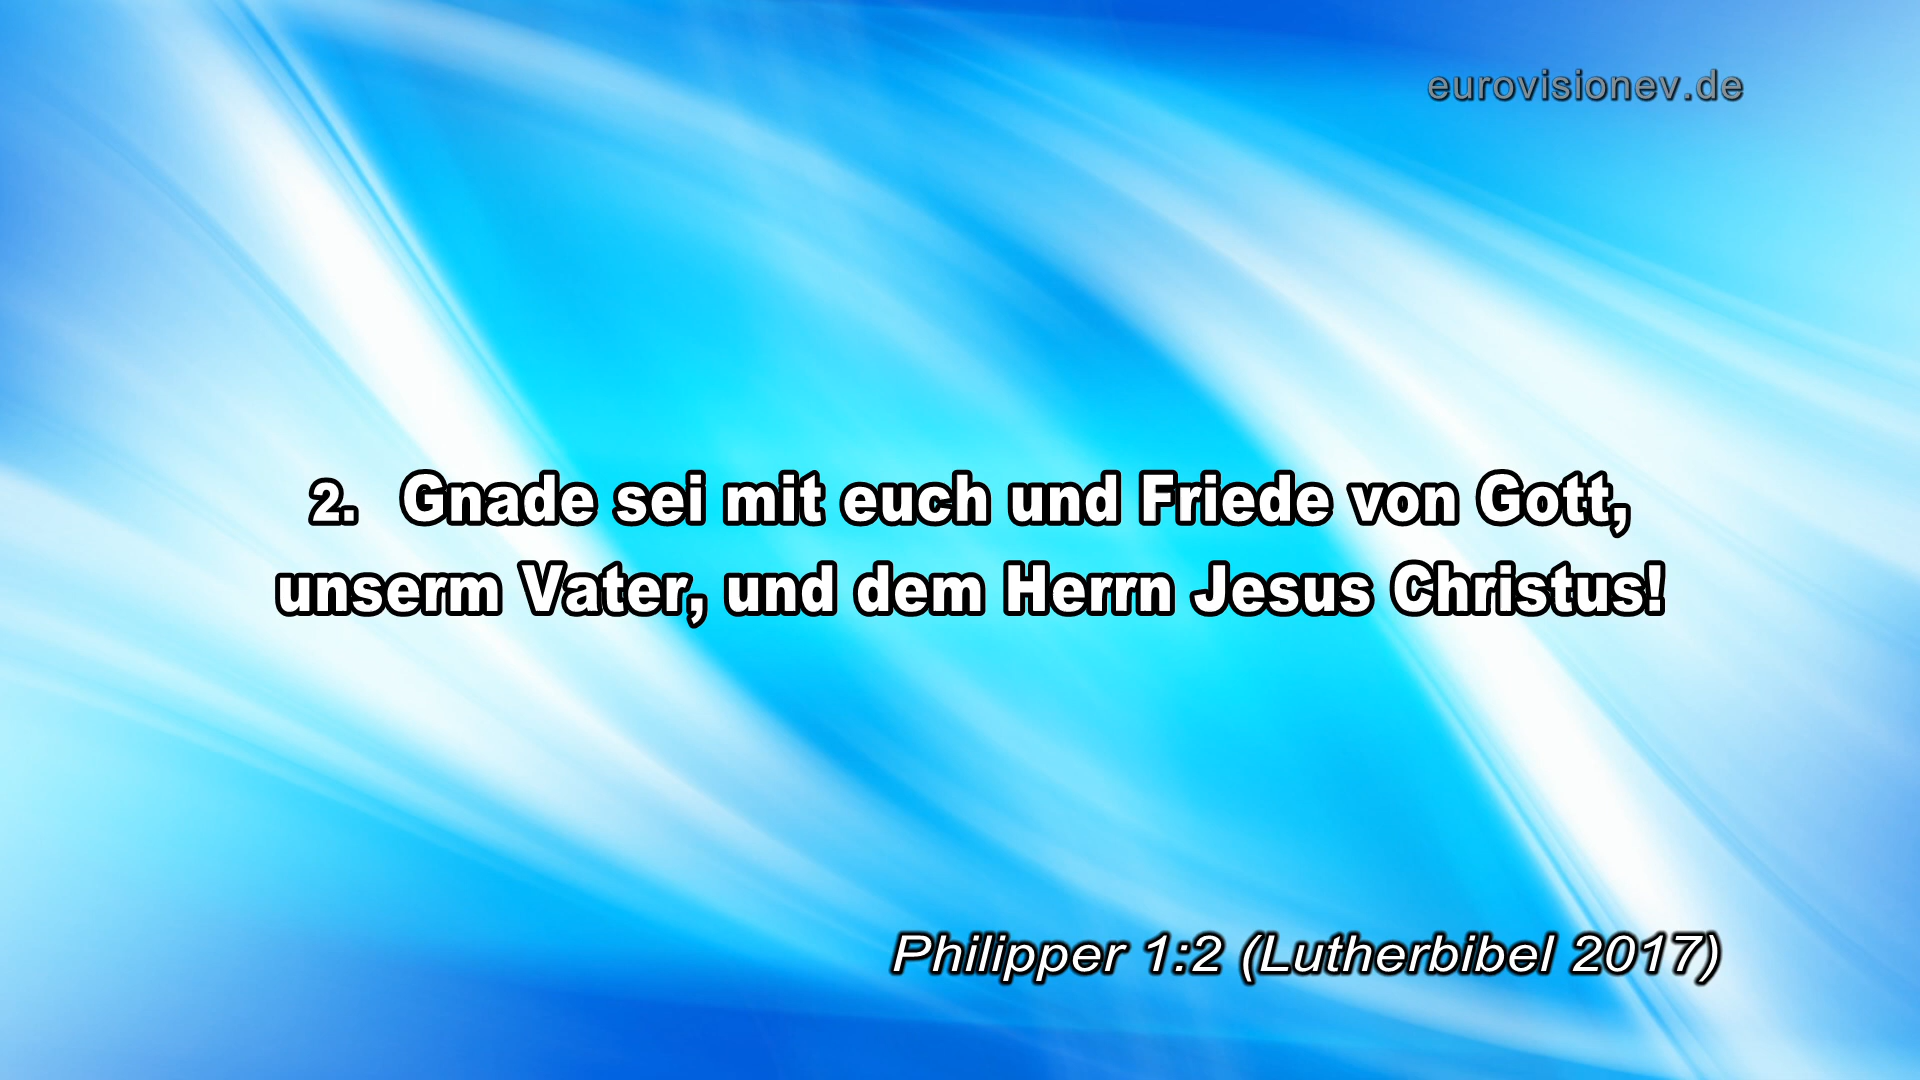 eurovisionev.de
2. Gnade sei mit euch und Friede von Gott,
unserm Vater, und dem Herrn Jesus Christus!
Philipper 1:2 (Lutherbibel 2017)